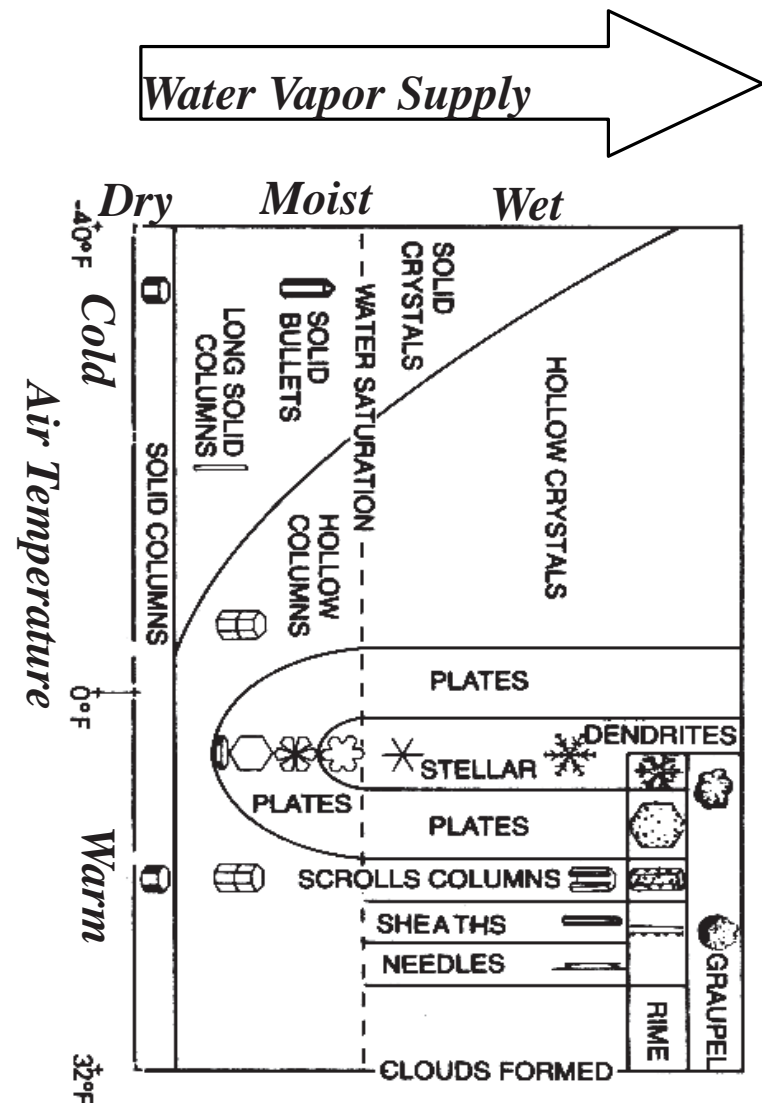 Water Vapor Supply
Dry
Moist
Wet
-40°F
Cold
Air Temperature
0°F
Warm
32°F
SOLID COLUMNS
LONG SOLID
COLUMNS
SOLID
BULLETS
WATER SATURATION
SOLID
CRYSTALS
HOLLOW CRYSTALS
HOLLOW
COLUMNS
PLATES
DENDRITES
STELLAR
PLATES
PLATES
SCROLLS COLUMNS
SHEATHS
NEEDLES
RIME
GRAUPEL
CLOUDS FORMED